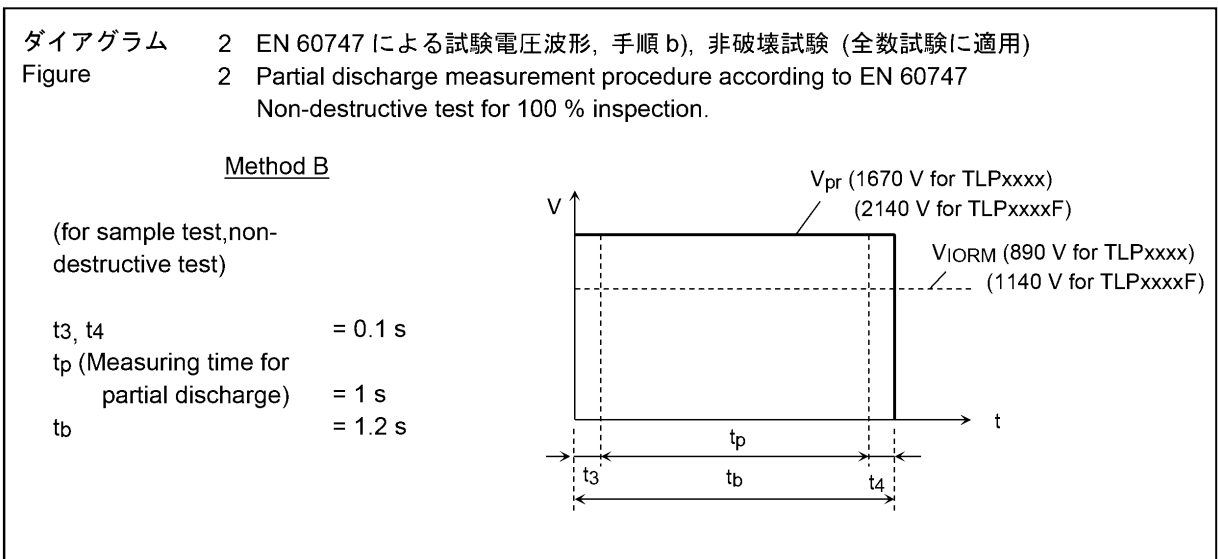 ダイアグラム 2 EN 60747 による試験電圧波形, 手順 b), 非破壊試験 (全数試験に適用)
Figure 2 Partial discharge measurement procedure according to EN 60747
Non-destructive test for 100 % inspection.
Method B
(for sample test,non-
destructive test)
t3, t4 = 0.1 s
tp (Measuring time for
partial discharge) = 1 s
tb = 1.2 s
Vpr (1670 V for TLPxxxx)
(2140 V for TLPxxxxF)
V
VIORM (890 V for TLPxxxx)
(1140 V for TLPxxxxF)
t
tp
t3 tb t4